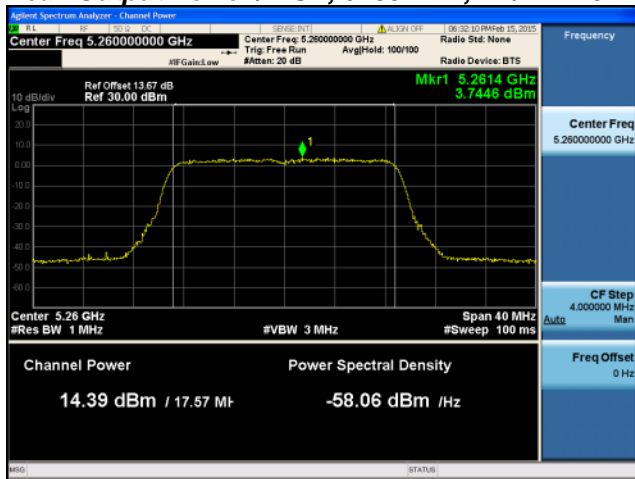 Agilent Spectrum Analyzer - Channel Power
RL RF 50 Ω DC SENSE:INT ALIGN OFF 06:32:10 PM Feb 15, 2015
Center Freq 5.260000000 GHz
Center Freq: 5.260000000 GHz
Radio Std: None
Trig: Free Run Avg|Hold: 100/100
#IFGain:Low #Atten: 20 dB Radio Device: BTS
Ref Offset 13.67 dB
10 dB/div Ref 30.00 dBm
Mkr1 5.2614 GHz
3.7446 dBm
Log
20.0
10.0
0.00
-10.0
-20.0
-30.0
-40.0
-50.0
-60.0
1
Center 5.26 GHz Span 40 MHz
#Res BW 1 MHz #VBW 3 MHz #Sweep 100 ms
Channel Power Power Spectral Density
14.39 dBm / 17.57 MH -58.06 dBm /Hz
MSG STATUS
Frequency
Center Freq
5.260000000 GHz
CF Step
4.000000 MHz
Auto Man
Freq Offset
0 Hz